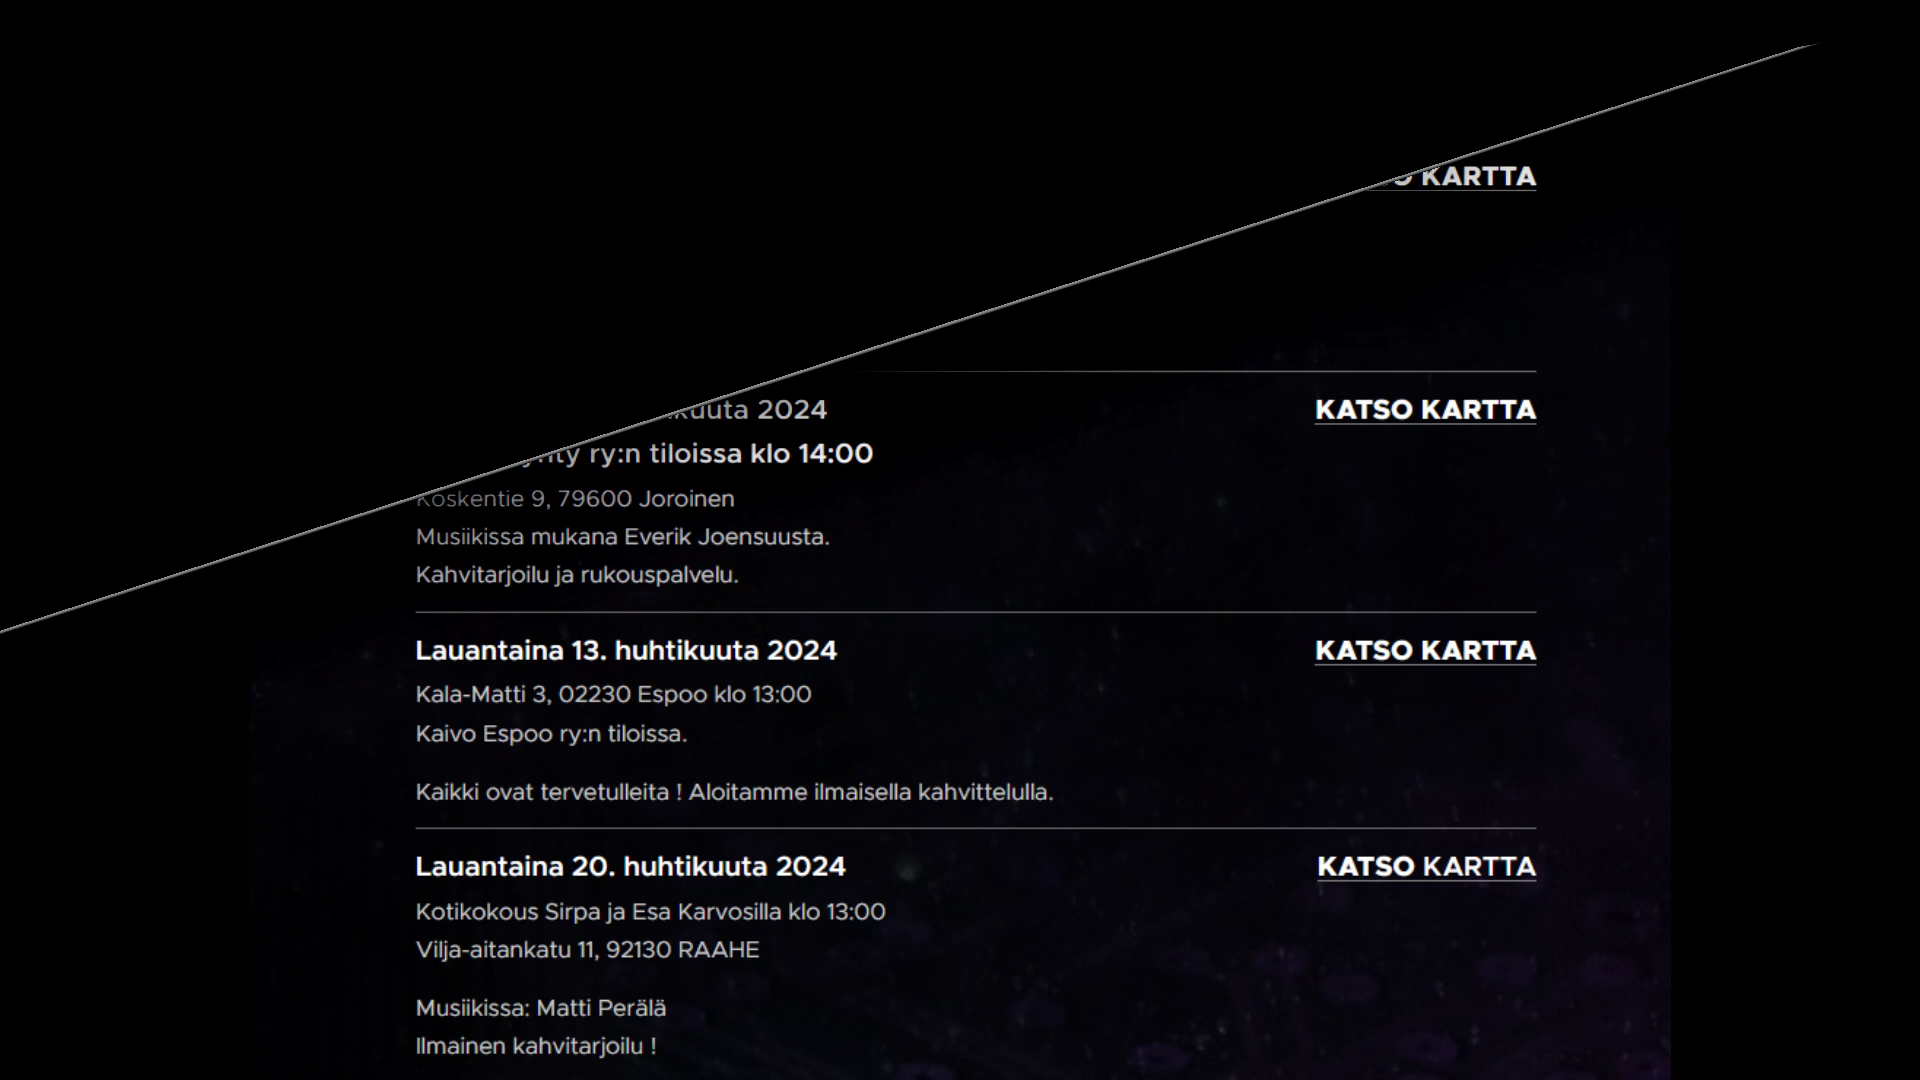 KARTTA
2024 KATSO KARTTA
ry:n tiloissa klo 14:00
Koskentie 9, 79600 Joroinen
Musiikissa mukana Everik Joensuusta.
Kahvitarjoilu ja rukouspalvelu.
Lauantaina 13. huhtikuuta 2024 KATSO KARTTA
Kala-Matti 3, 02230 Espoo klo 13:00
Kaivo Espoo ry:n tiloissa.
Kaikki ovat tervetulleita ! Aloitamme ilmaisella kahvittelulla.
Lauantaina 20. huhtikuuta 2024 KATSO KARTTA
Kotikokous Sirpa ja Esa Karvosilla klo 13:00
Vilja-aitankatu 11, 92130 RAAHE
Musiikissa: Matti Perälä
Ilmainen kahvitarjoilu !